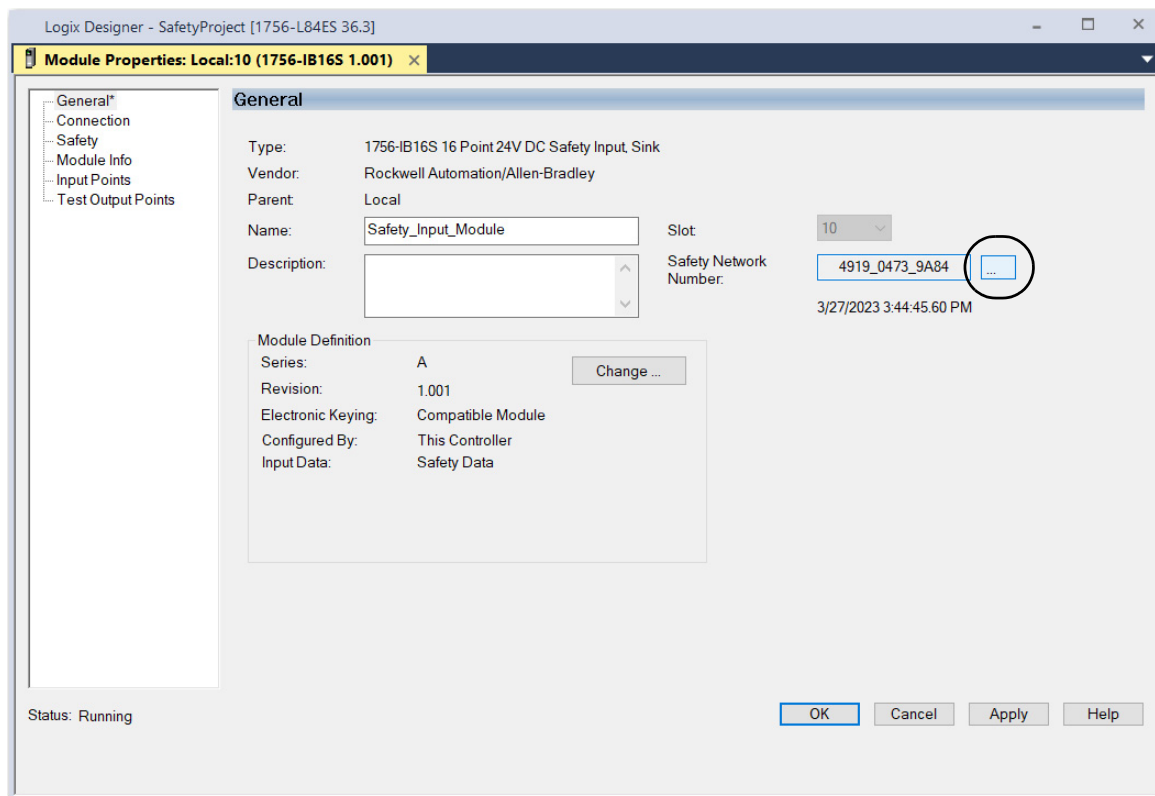 Logix Designer - SafetyProject [1756-L84ES 36.3]
Module Properties: Local:10 (1756-IB16S 1.001)
General*
Connection
Safety
Module Info
Input Points
Test Output Points
General
Type: 1756-IB16S 16 Point 24V DC Safety Input, Sink
Vendor: Rockwell Automation/Allen-Bradley
Parent: Local
Name: Safety_Input_Module
Slot: 10
Description:
Safety Network Number: 4919_0473_9A84 ...
3/27/2023 3:44:45.60 PM
Module Definition
Series: A
Change ...
Revision: 1.001
Electronic Keying: Compatible Module
Configured By: This Controller
Input Data: Safety Data
Status: Running
OK Cancel Apply Help